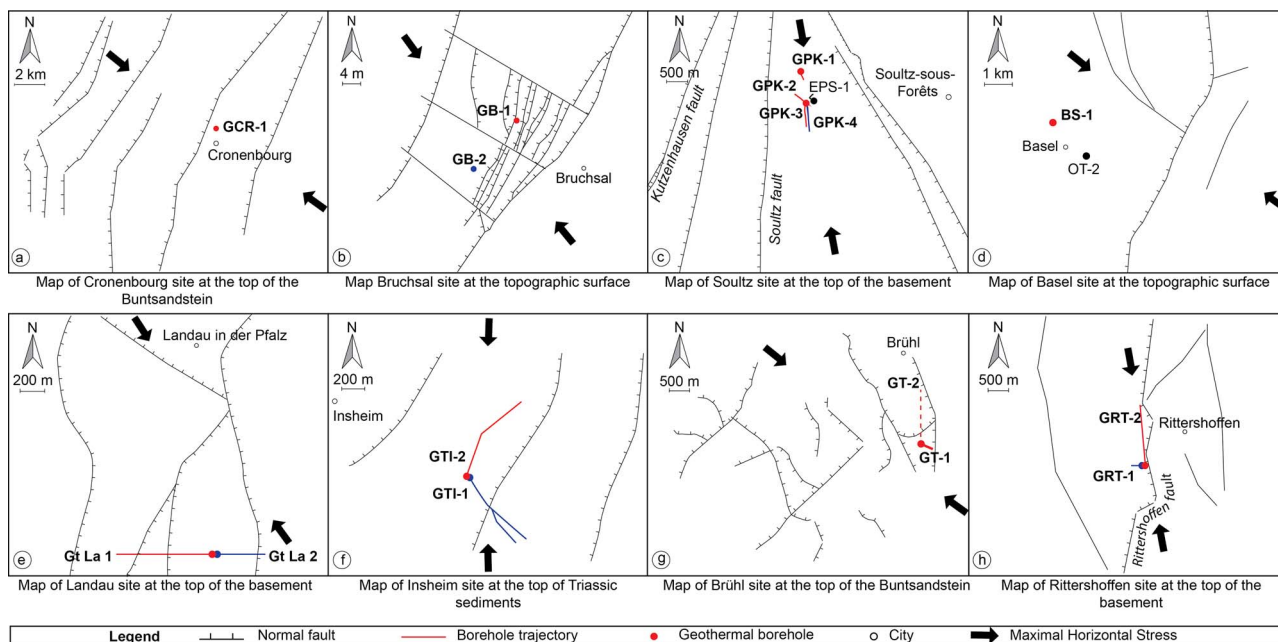 N
2 km
GCR-1
Cronenbourg
a
Map of Cronenbourg site at the top of the
Buntsandstein
N
4 m
GB-1
GB-2
Bruchsal
b
Map Bruchsal site at the topographic surface
N
500 m
Kutzenhausen fault
Soultz fault
GPK-1
GPK-2
EPS-1
GPK-3
GPK-4
Soultz-sous-
Forêts
c
Map of Soultz site at the top of the basement
N
1 km
BS-1
Basel
OT-2
d
Map of Basel site at the topographic surface
N
200 m
Landau in der Pfalz
Gt La 1
Gt La 2
e
Map of Landau site at the top of the basement
N
200 m
Insheim
GTI-2
GTI-1
f
Map of Insheim site at the top of Triassic
sediments
N
500 m
Brühl
GT-2
GT-1
g
Map of Brühl site at the top of the Buntsandstein
N
500 m
GRT-2
Rittershoffen
GRT-1
Rittershoffen fault
h
Map of Rittershoffen site at the top of the
basement
Legend Normal fault Borehole trajectory Geothermal borehole City Maximal Horizontal Stress